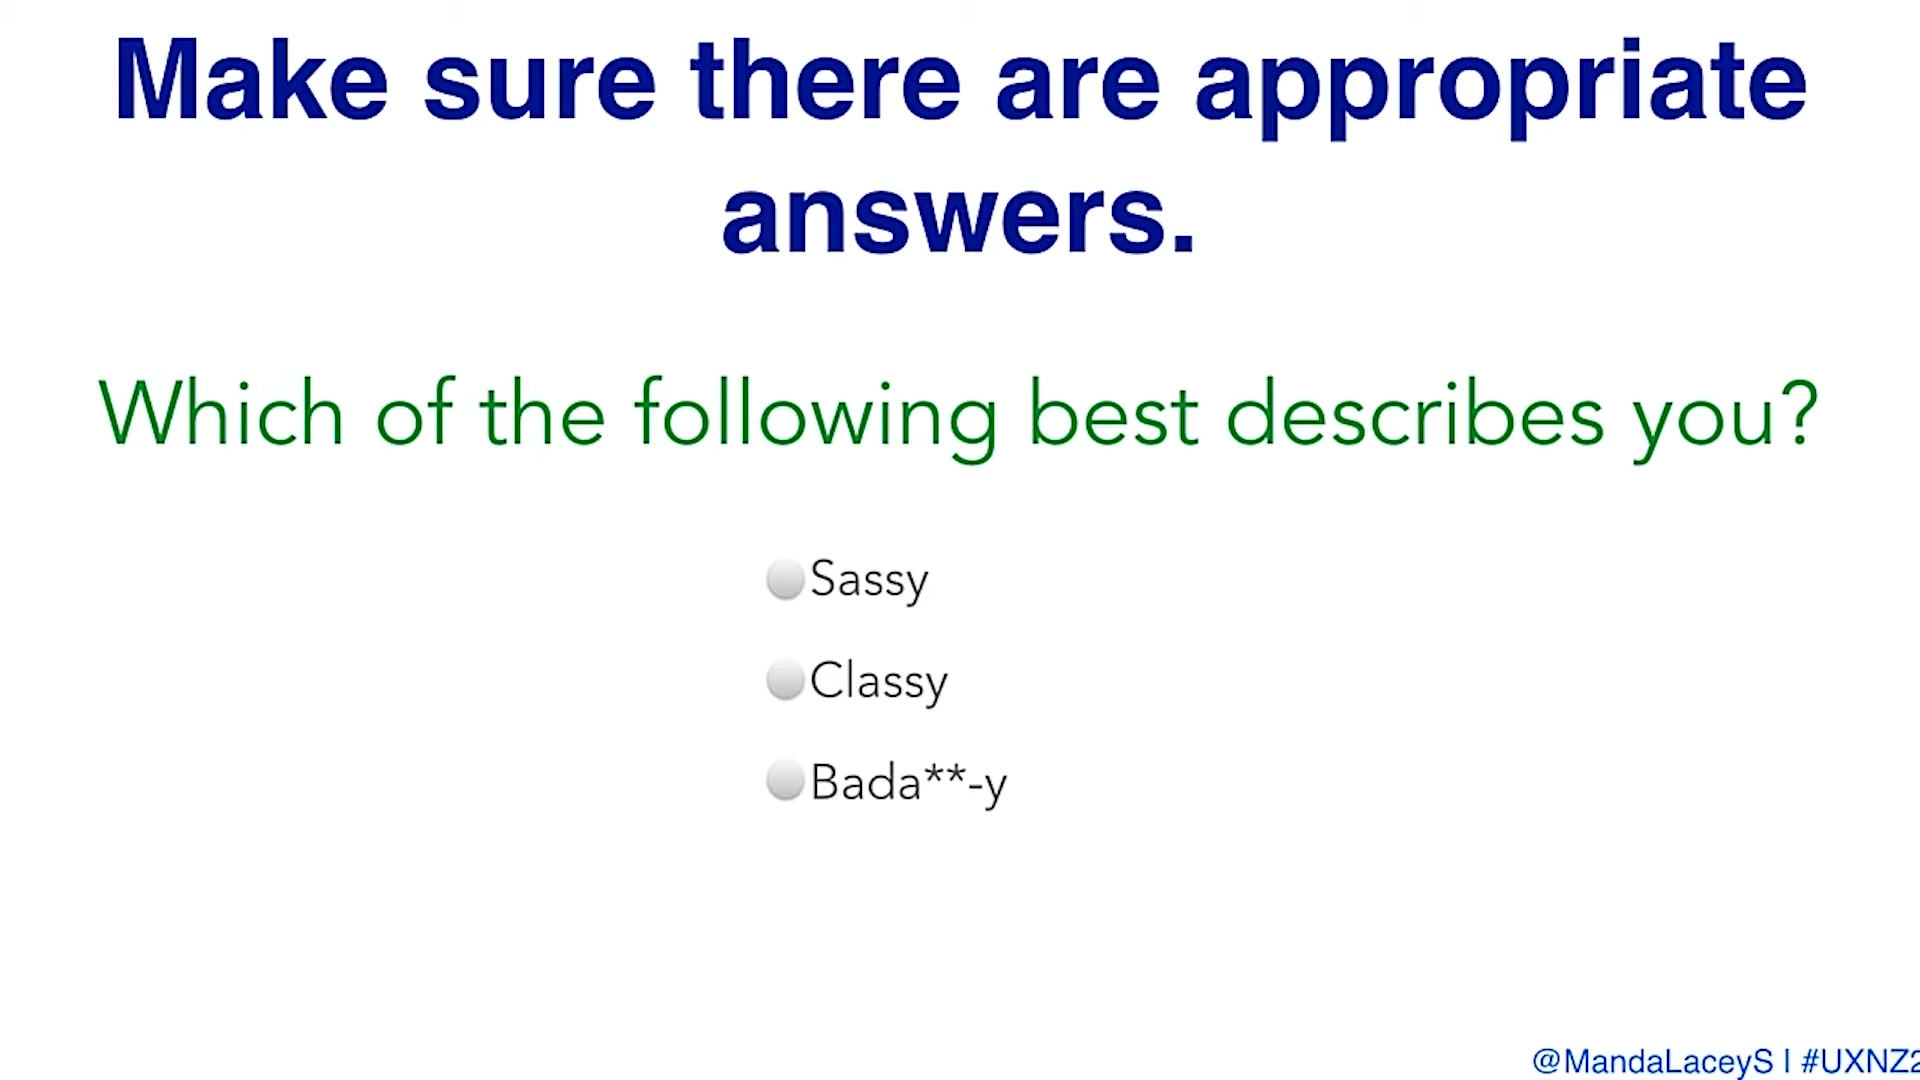 Make sure there are appropriate
answers.
Which of the following best describes you?
Sassy
Classy
Bada**-y
@MandaLaceyS | #UXNZ2